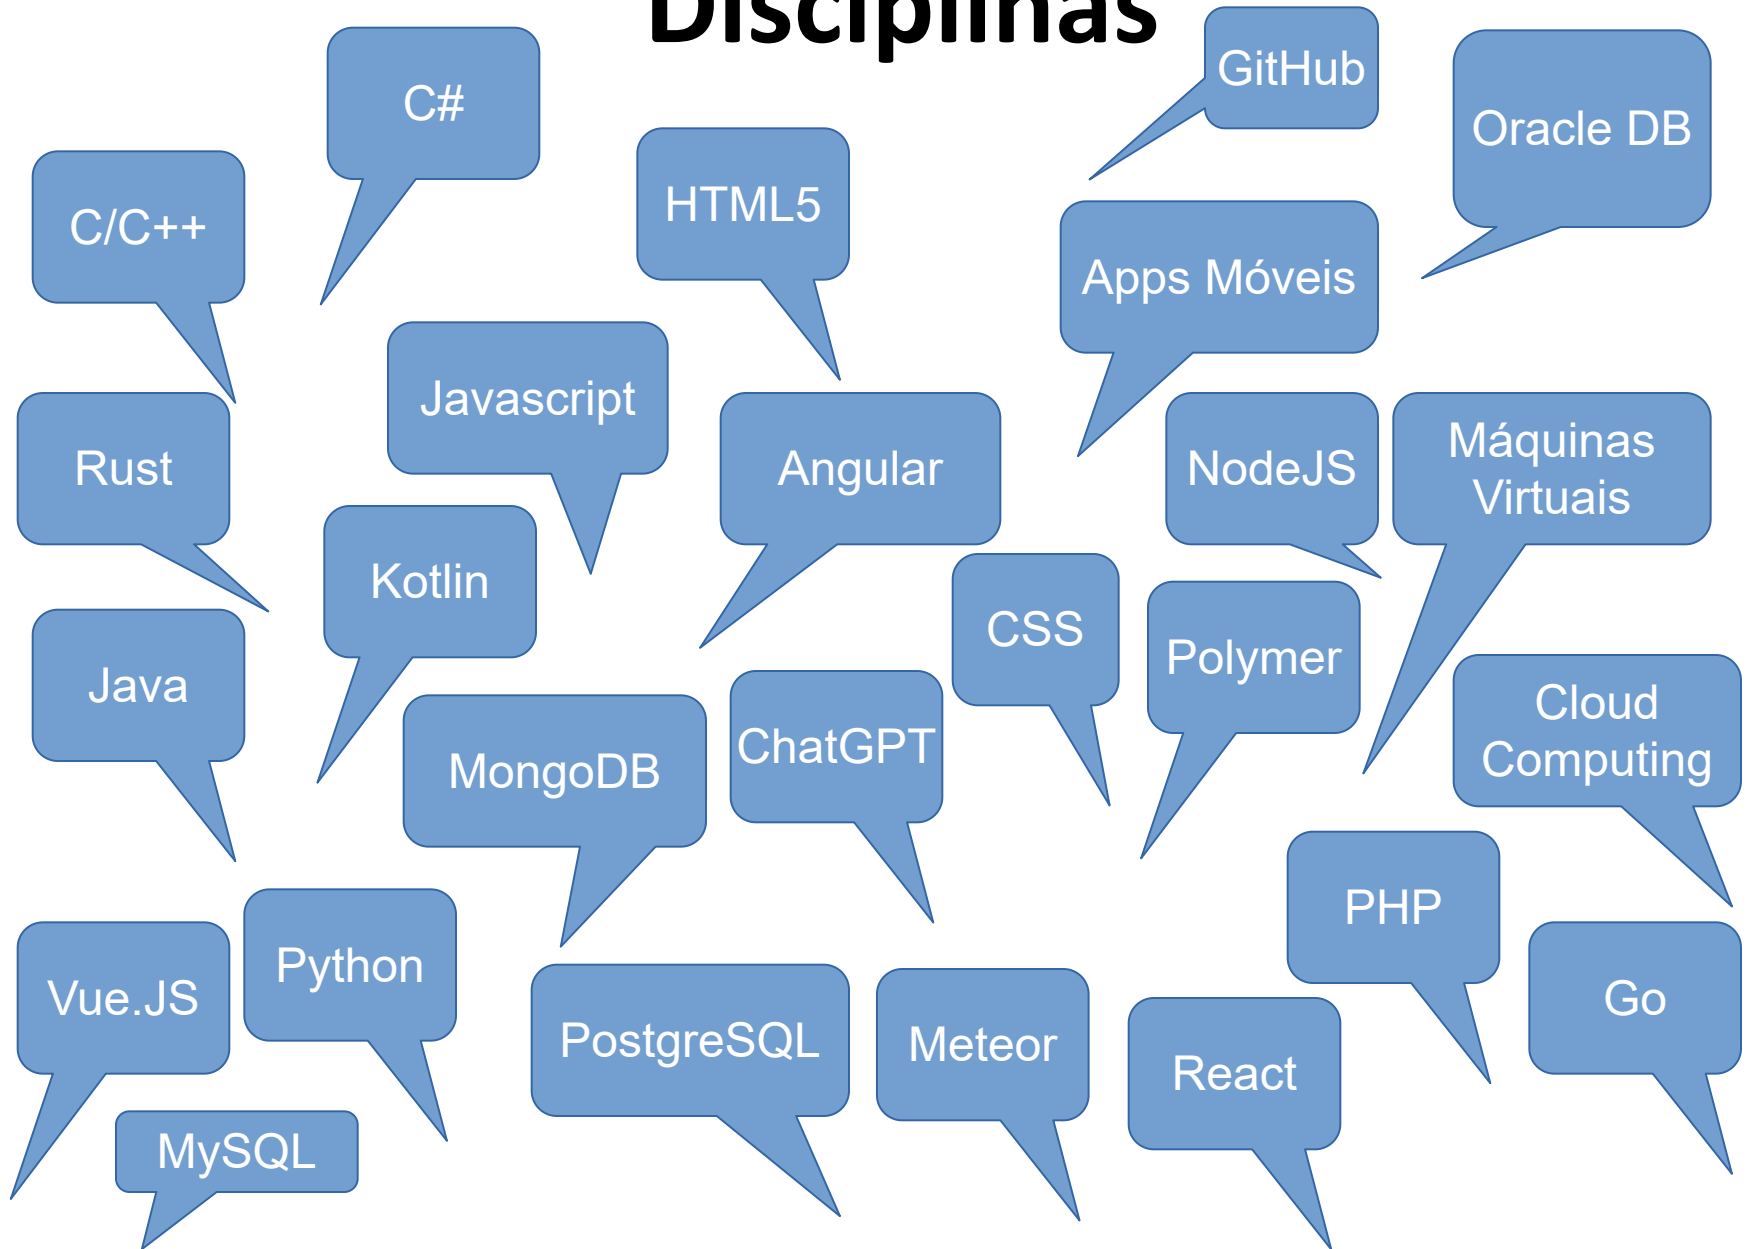 Disciplinas
GitHub
C#
Oracle DB
HTML5
C/C++
Apps Móveis
Javascript
Rust
Angular
NodeJS
Máquinas
Virtuais
Kotlin
CSS
Polymer
Java
Cloud
Computing
MongoDB
ChatGPT
PHP
Python
Vue.JS
Go
PostgreSQL
Meteor
React
MySQL